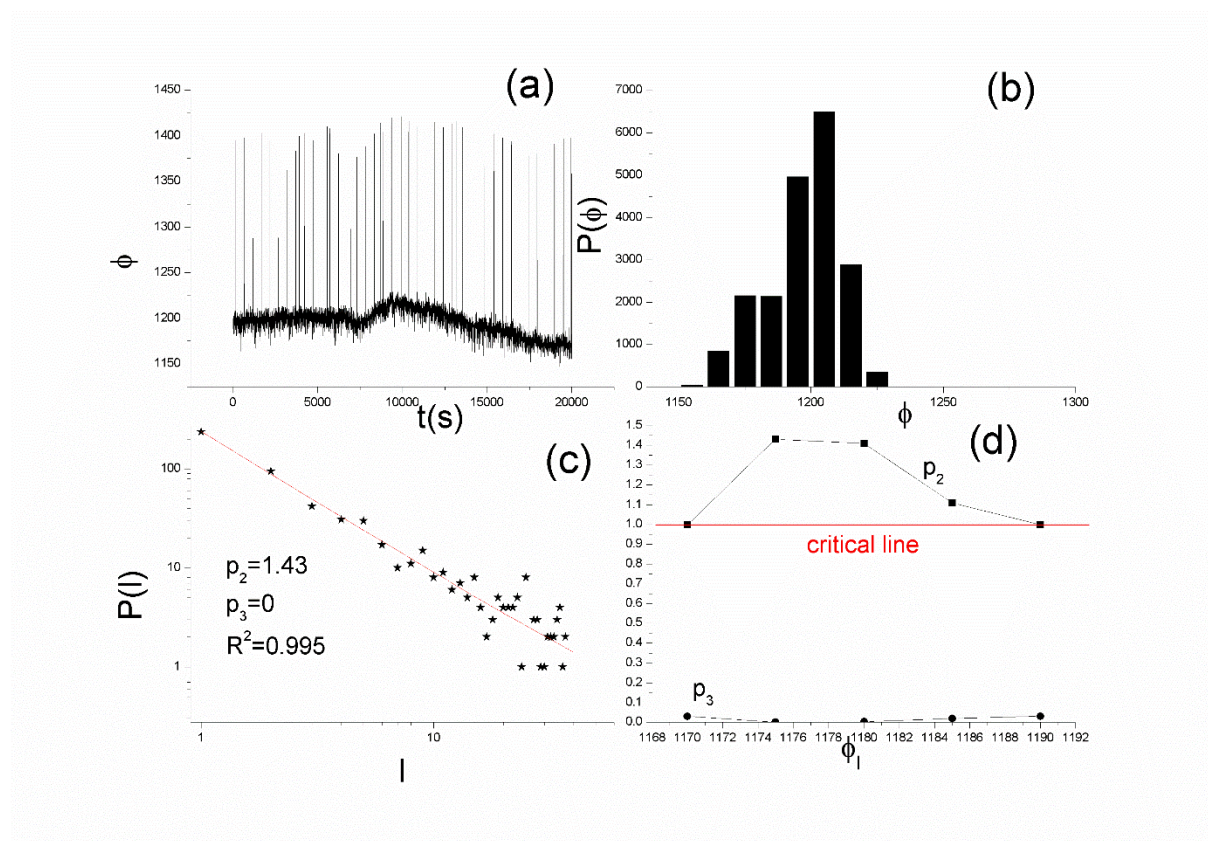 (a)
1450
1400
1350
1300
1250
1200
1150
ϕ
0 5000 10000 15000 20000
t(s)
(b)
7000
6000
5000
4000
3000
2000
1000
0
P(ϕ)
1150 1200 1250 1300
ϕ
(c)
100
10
1
P(l)
p2=1.43
p3=0
R²=0.995
1 10
l
(d)
1.5
1.4
1.3
1.2
1.1
1.0
0.9
0.8
0.7
0.6
0.5
0.4
0.3
0.2
0.1
0.0
p2
critical line
p3
1168 1170 1172 1174 1176 1178 1180 1182 1184 1186 1188 1190 1192
ϕl